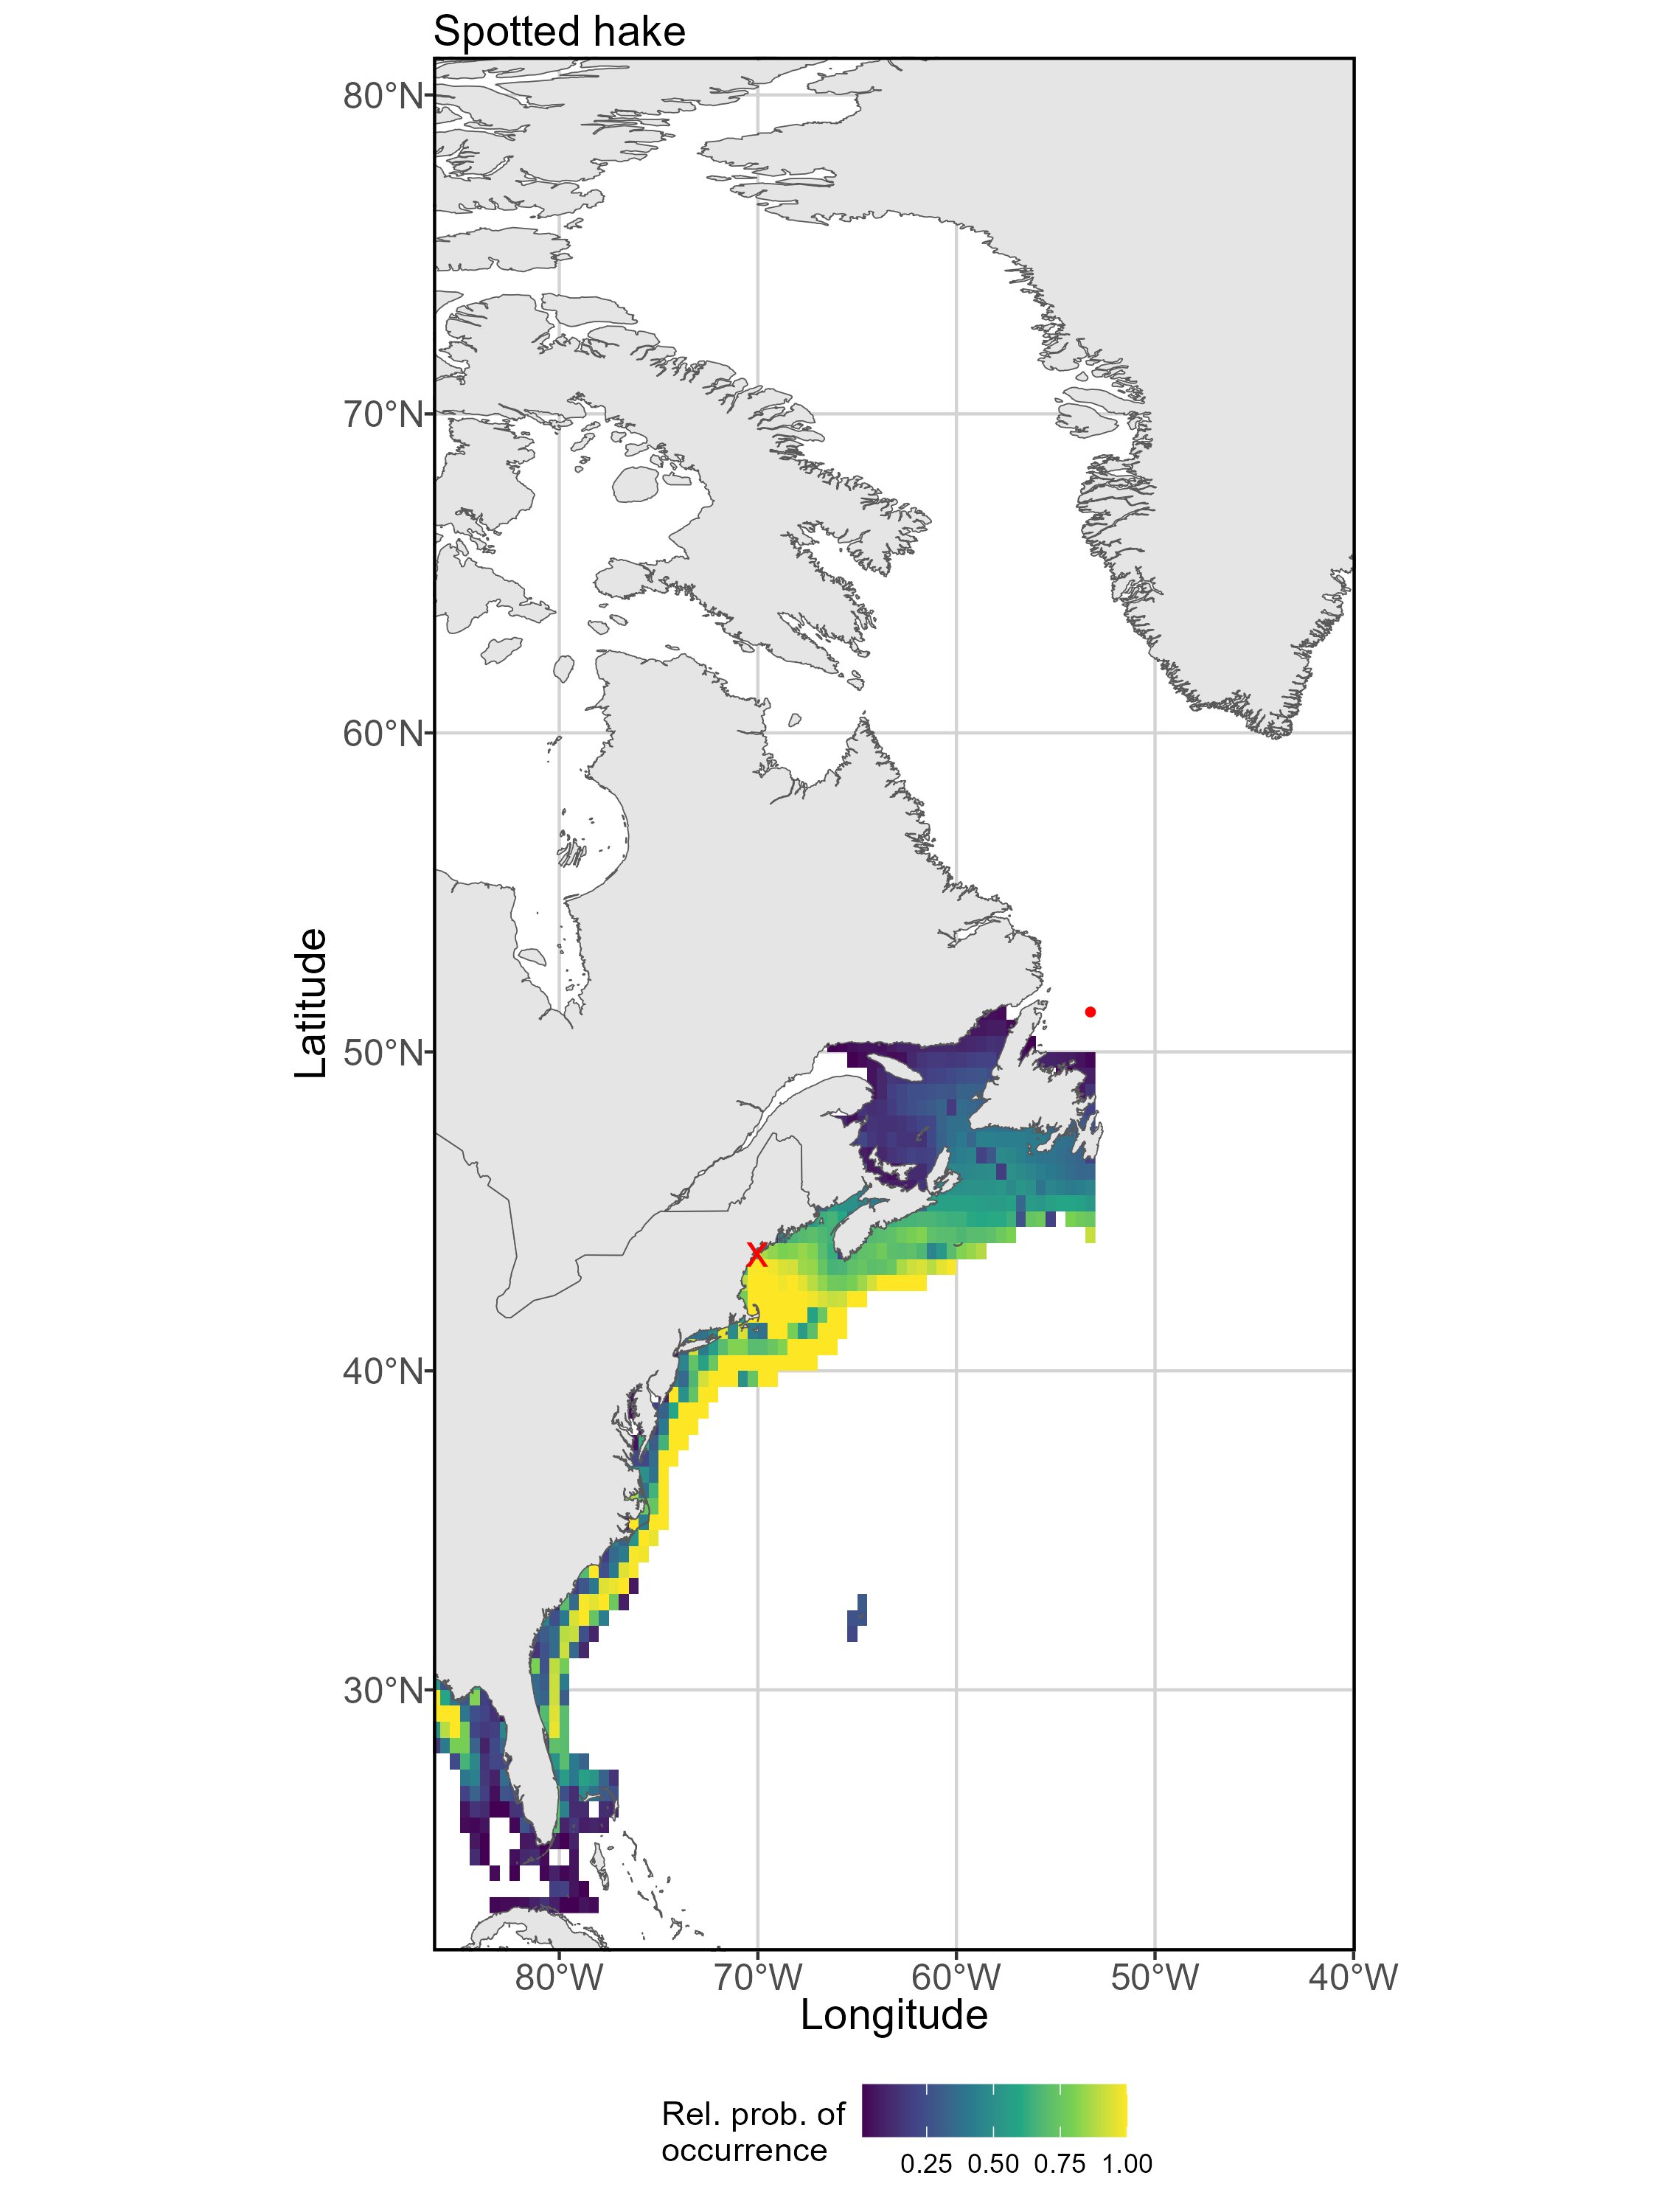 Spotted hake
80°N
70°N
60°N
50°N
40°N
30°N
Latitude
X
80°W 70°W 60°W 50°W 40°W
Longitude
Rel. prob. of
occurrence
0.25 0.50 0.75 1.00